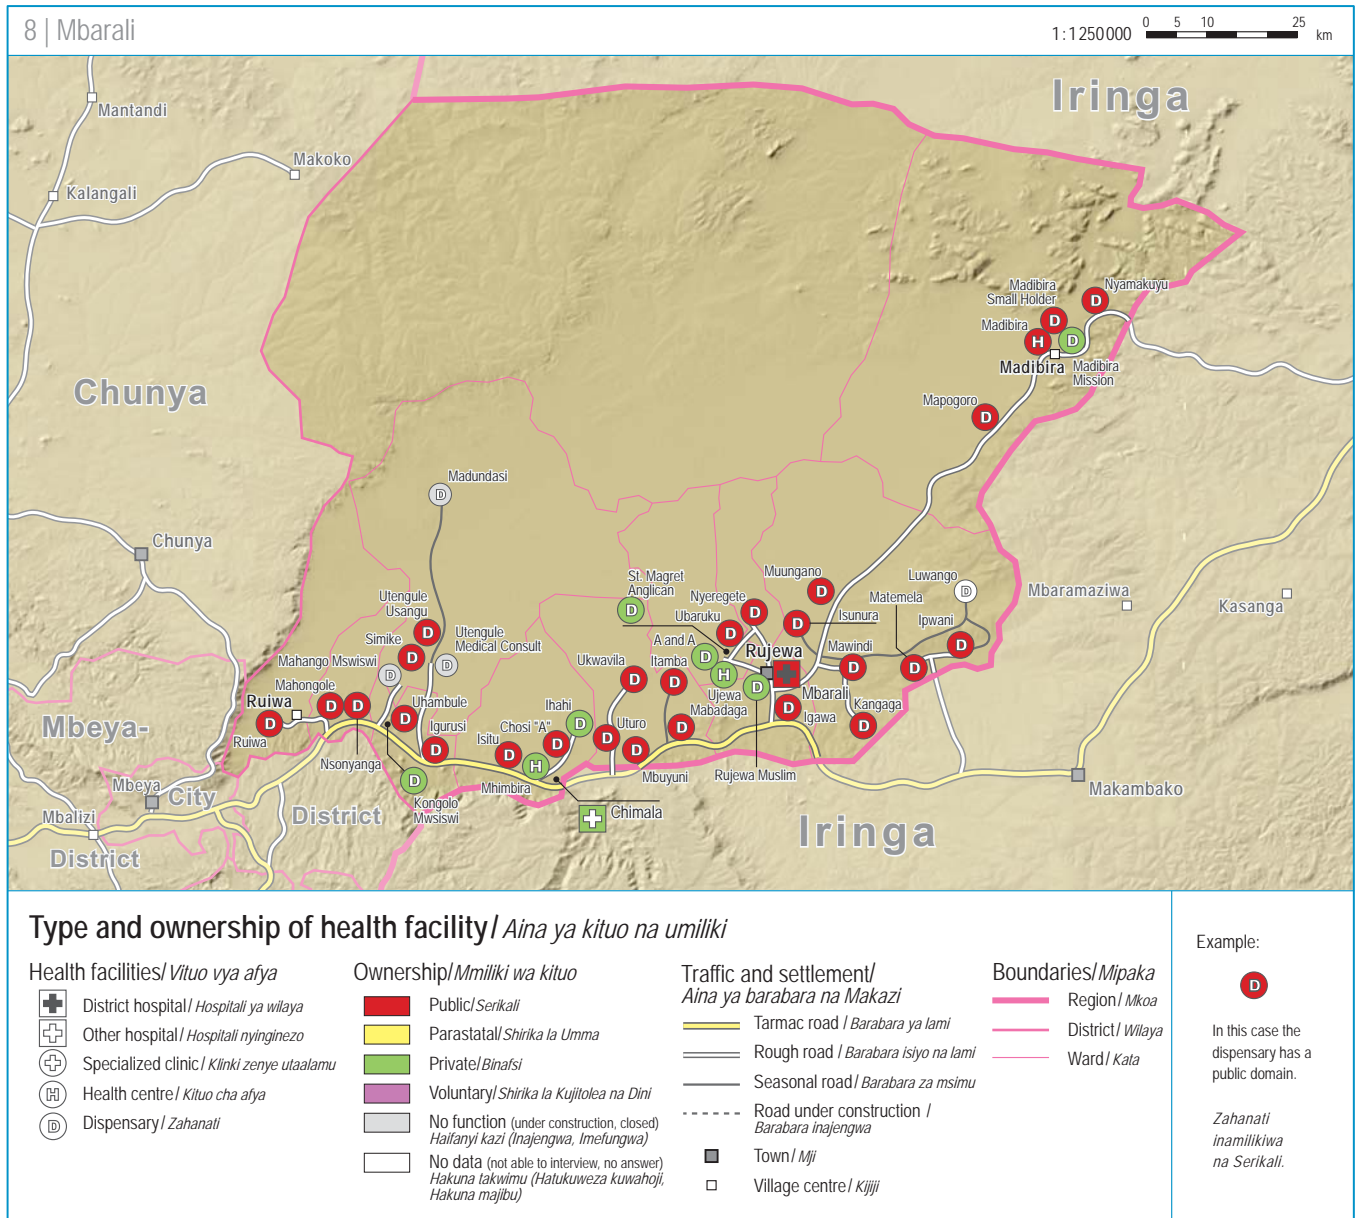 8 | Mbarali
1:1250000
0 5 10 25
km
Iringa
Mantandi
Makoko
Kalangali
Madibira
Small Holder
Nyamakuyu
D
D
Madibira
H
D
Madibira
Madibira
Mission
Chunya
Mapogoro
D
Madundasi
D
Chunya
St. Magret
Anglican
Muungano
Luwango
D
D
Mbaramaziwa
Kasanga
Utengule
Usangu
D
Nyeregete
D
Matemela
Isunura
D
Ipwani
Ubaruku
D
Simike
D
Utengule
Medical Consult
D
A and A
D
Rujewa
Mawindi
D
D
D
Mahango Mswiswi
D
Ukwavila
D
Itamba
D
H
Ujewa
D
Mbarali
Ruiwa
Mahongole
D
D
Uhambule
D
Ihahi
D
Mabadaga
D
Igawa
D
Kangaga
D
Mbeya-
D
Ruiwa
Igurusi
D
Isitu
D
Chosi "A"
D
Uturo
D
D
Nsonyanga
Mhimbira
H
Mbuyuni
Rujewa Muslim
Mbeya
City
D
Kongolo
Mwsiswi
Makambako
Mbalizi
District
Chimala
Iringa
District
Type and ownership of health facility/ Aina ya kituo na umiliki
Health facilities/ Vituo vya afya
District hospital/ Hospitali ya wilaya
Other hospital/ Hospitali nyinginezo
Specialized clinic/ Klinki zenye utaalamu
H Health centre/ Kituo cha afya
D Dispensary/ Zahanati
Ownership/ Mmiliki wa kituo
Public/ Serikali
Parastatal/ Shirika la Umma
Private/ Binafsi
Voluntary/ Shirika la Kujitolea na Dini
No function (under construction, closed)
Haifanyi kazi (Inajengwa, Imefungwa)
No data (not able to interview, no answer)
Hakuna takwimu (Hatukuweza kuwahoji,
Hakuna majibu)
Traffic and settlement/
Aina ya barabara na Makazi
Tarmac road / Barabara ya lami
Rough road / Barabara isiyo na lami
Seasonal road / Barabara za msimu
Road under construction /
Barabara inajengwa
Town/ Mji
Village centre/ Kijiji
Boundaries/ Mipaka
Region / Mkoa
District/ Wilaya
Ward/ Kata
Example:
D
In this case the
dispensary has a
public domain.
Zahanati
inamilikiwa
na Serikali.